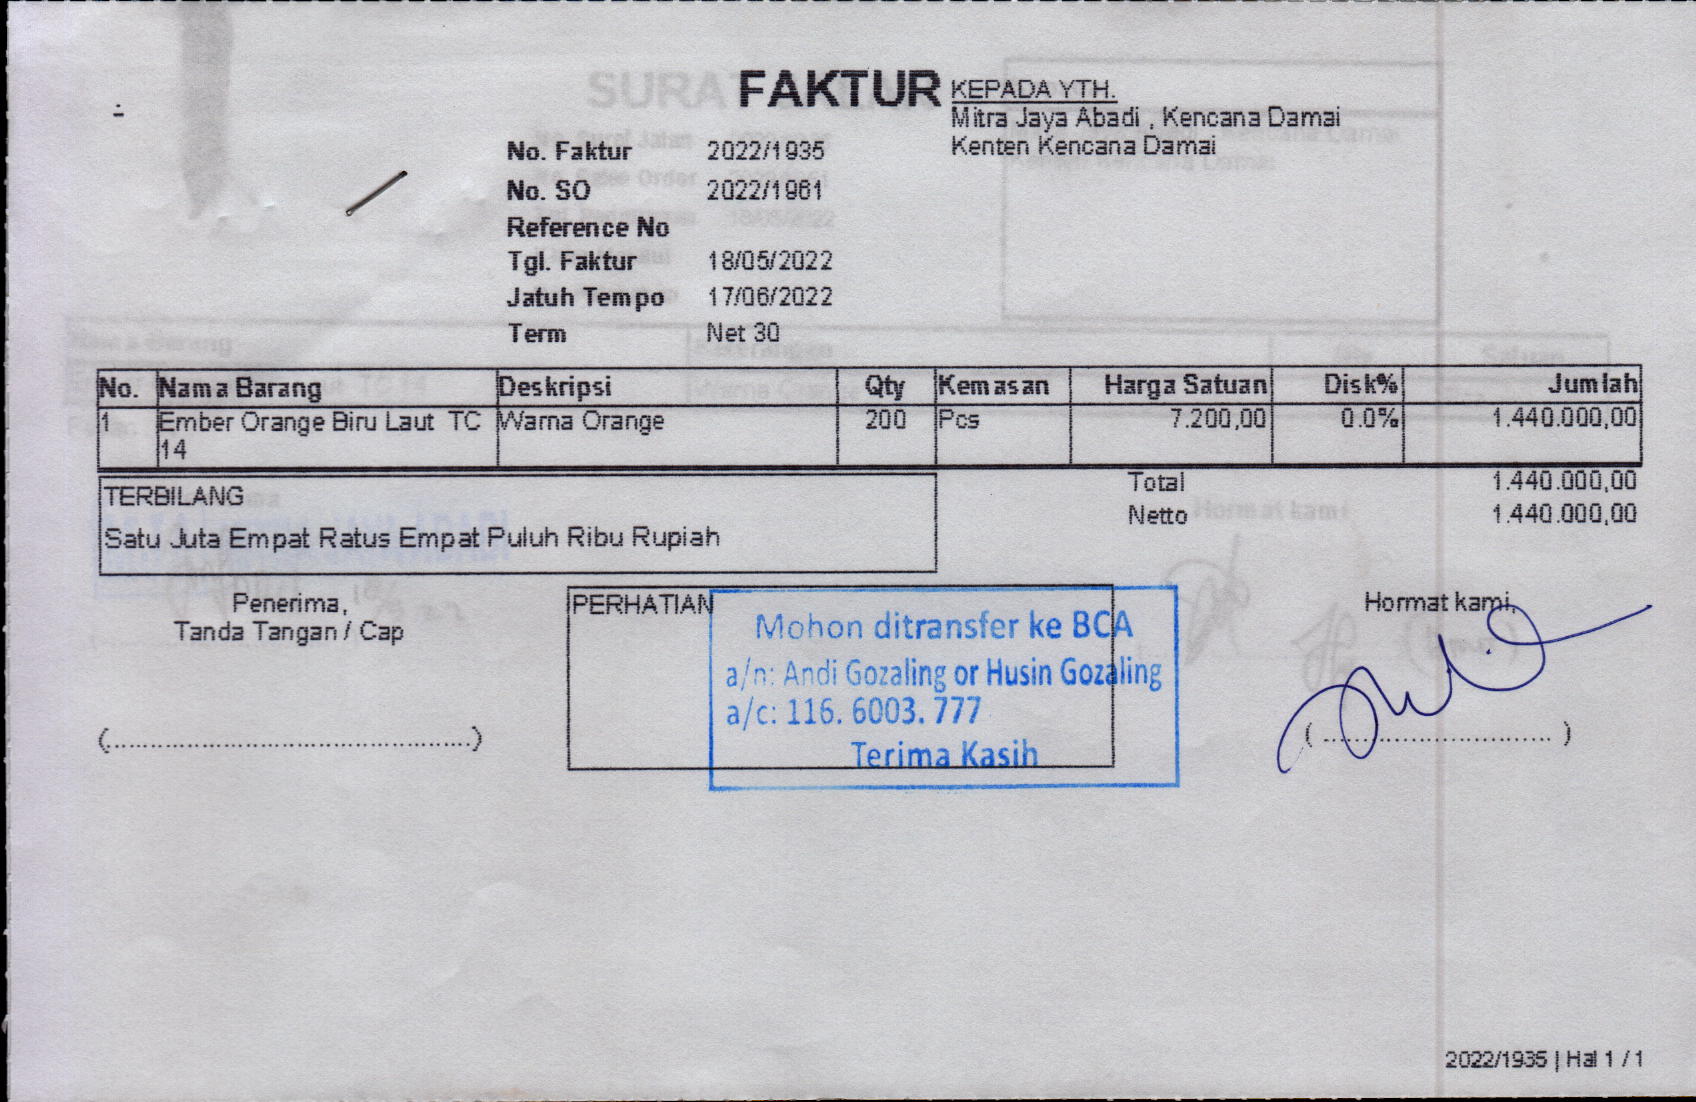 FAKTUR
KEPADA YTH.
Mitra Jaya Abadi , Kencana Damai
Kenten Kencana Damai
No. Faktur 2022/1935
No. SO 2022/1961
Reference No
Tgl. Faktur 18/05/2022
Jatuh Tempo 17/06/2022
Term Net 30
No. Nama Barang Deskripsi Qty Kemasan Harga Satuan Disk% Jumlah
1 Ember Orange Biru Laut TC Warna Orange 200 Pcs 7.200,00 0.0% 1.440.000,00
14
Total 1.440.000,00
Netto 1.440.000,00
TERBILANG
Satu Juta Empat Ratus Empat Puluh Ribu Rupiah
Penerima,
Tanda Tangan / Cap
(..................................................)
PERHATIAN
Mohon ditransfer ke BCA
a/n: Andi Gozaling or Husin Gozaling
a/c: 116. 6003. 777
Terima Kasih
Hormat kami,
( ............................... )
2022/1935 | Hal 1 / 1